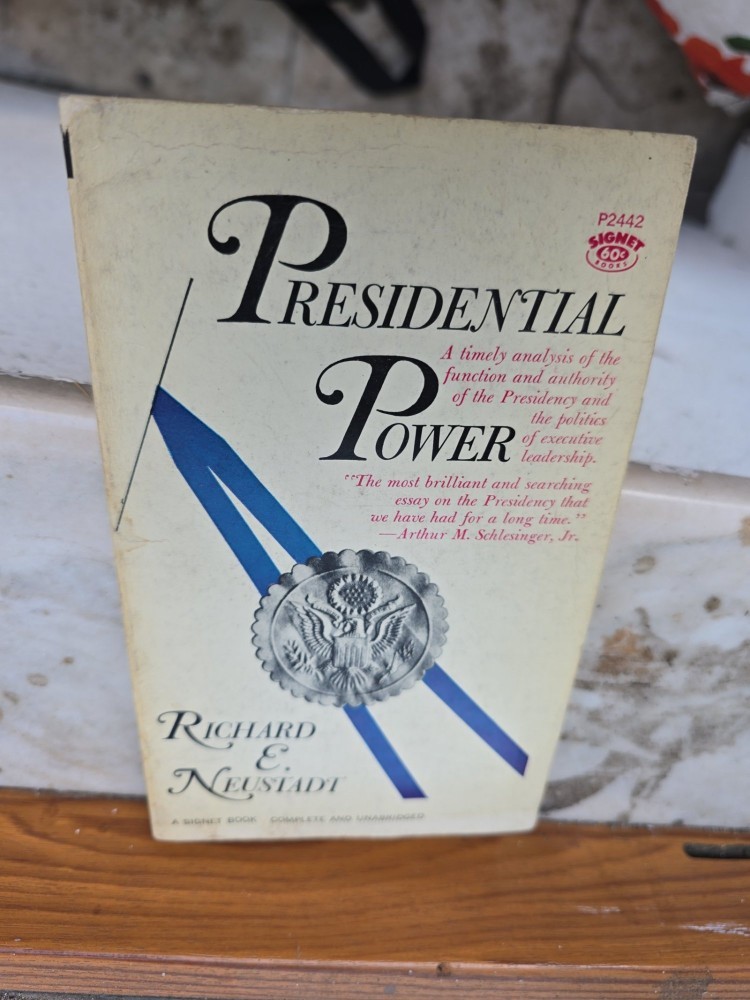 P2442
SIGNET
60¢
BOOKS
PRESIDENTIAL
POWER
A timely analysis of the
function and authority
of the Presidency and
the politics
of executive
leadership.
"The most brilliant and searching
essay on the Presidency that
we have had for a long time."
—Arthur M. Schlesinger, Jr.
RICHARD
E.
NEUSTADT
A SIGNET BOOK COMPLETE AND UNABRIDGED